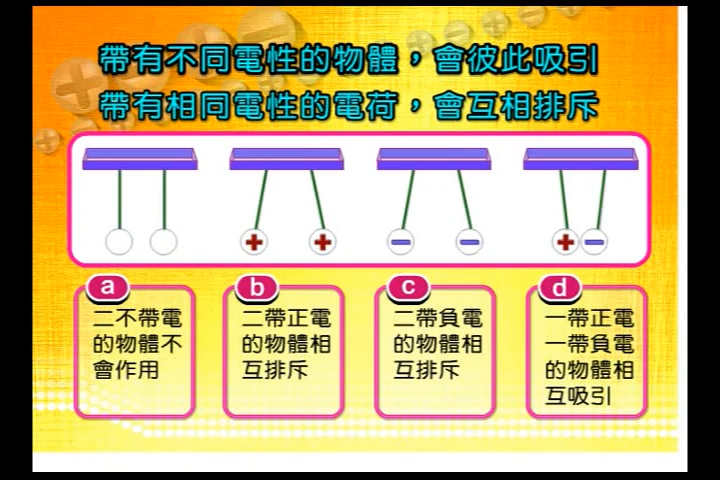 帶有不同電性的物體，會彼此吸引
帶有相同電性的電荷，會互相排斥
a
二不帶電
的物體不
會作用
b
二帶正電
的物體相
互排斥
c
二帶負電
的物體相
互排斥
d
一帶正電
一帶負電
的物體相
互吸引